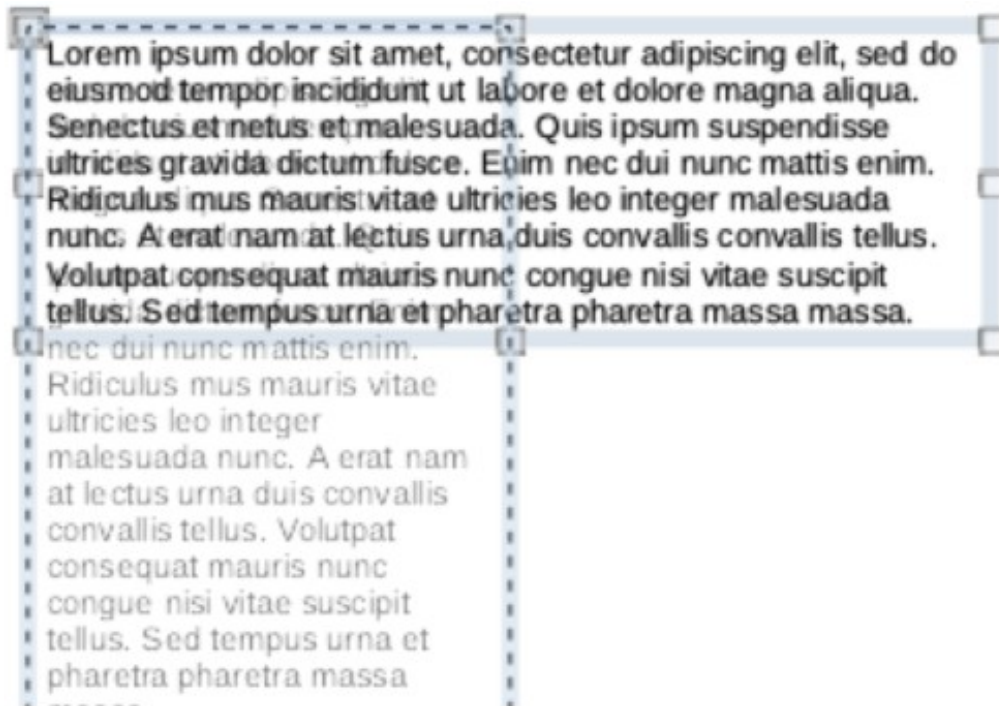 Lorem ipsum dolor sit amet, consectetur adipiscing elit, sed do
eiusmod tempor incididunt ut labore et dolore magna aliqua.
Senectus et netus et malesuada. Quis ipsum suspendisse
ultrices gravida dictum fusce. Enim nec dui nunc mattis enim.
Ridiculus mus mauris vitae ultricies leo integer malesuada
nunc. A erat nam at lectus urna duis convallis convallis tellus.
Volutpat consequat mauris nunc congue nisi vitae suscipit
tellus. Sed tempus urna et pharetra pharetra massa massa.
nec dui nunc mattis enim.
Ridiculus mus mauris vitae
ultricies leo integer
malesuada nunc. A erat nam
at lectus urna duis convallis
convallis tellus. Volutpat
consequat mauris nunc
congue nisi vitae suscipit
tellus. Sed tempus urna et
pharetra pharetra massa